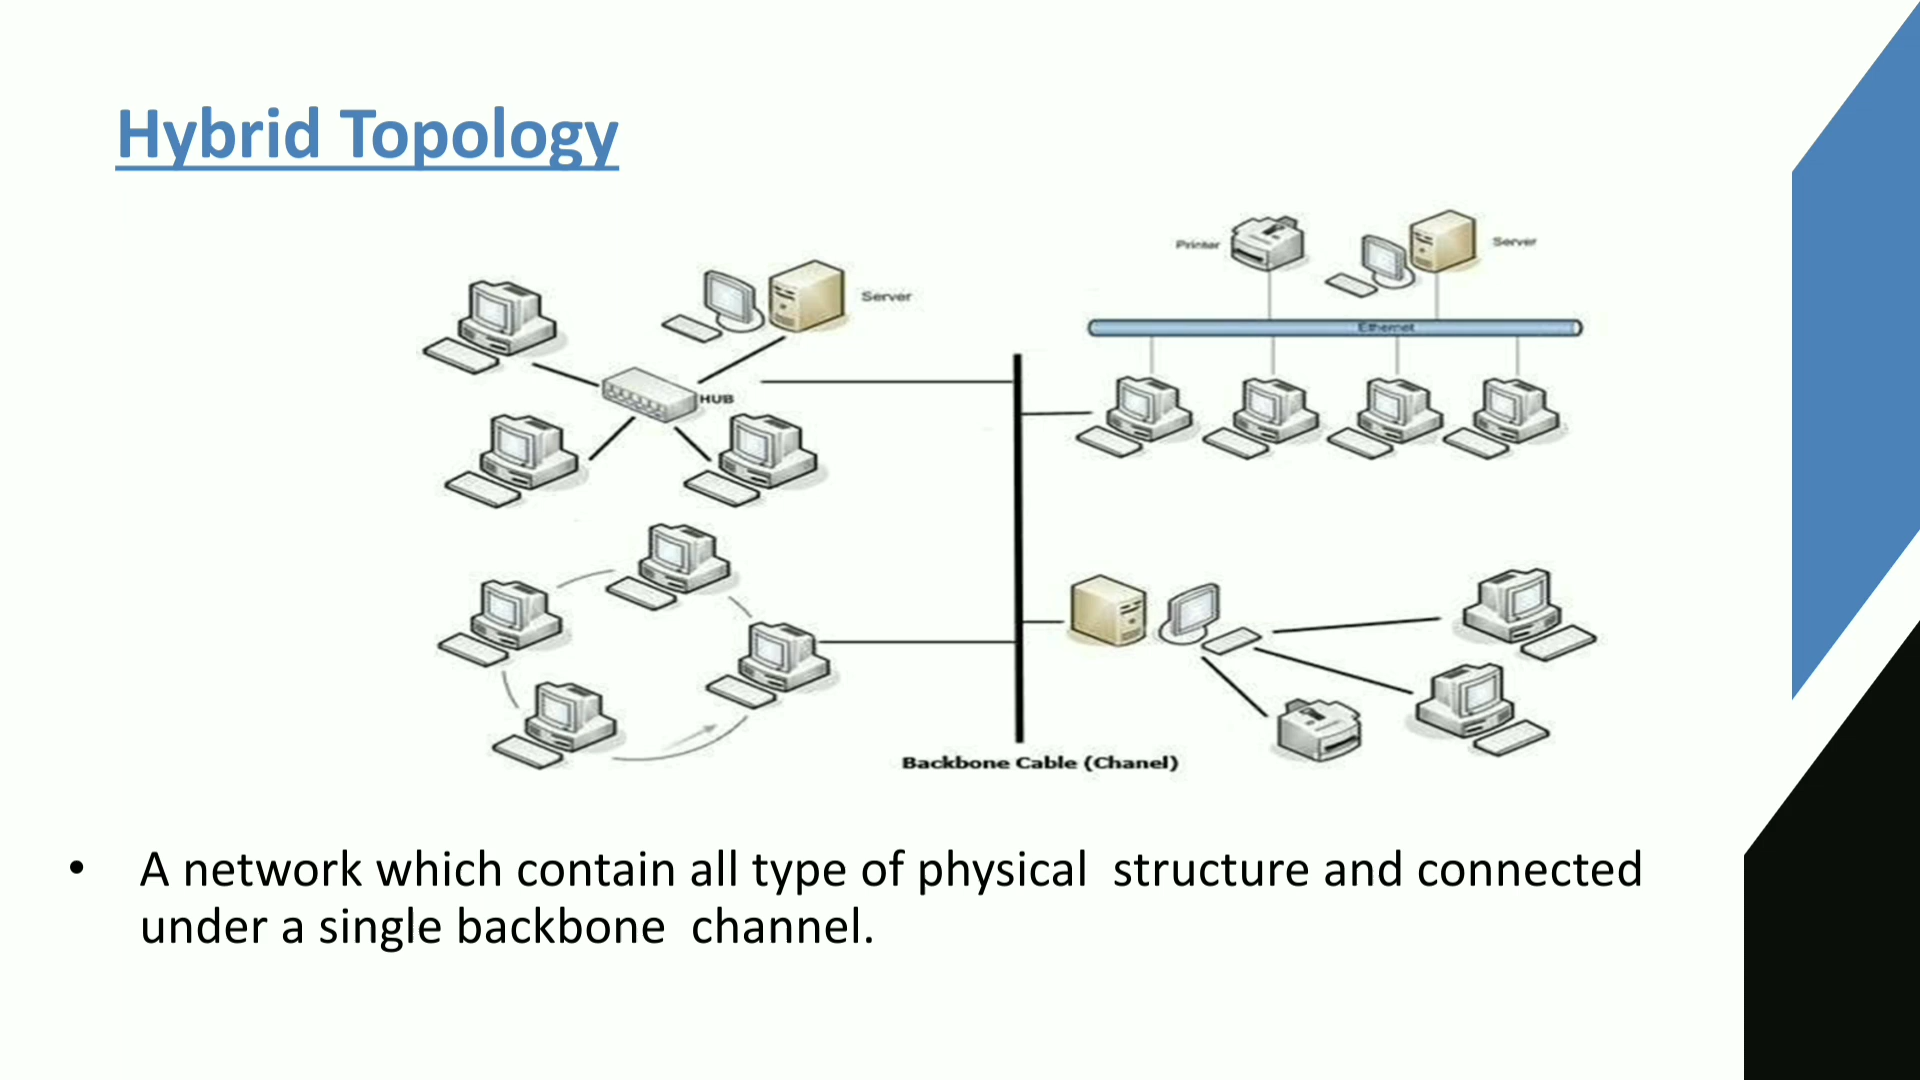 Hybrid Topology
Printer
Server
Server
Ethernet
HUB
Backbone Cable (Chanel)
• A network which contain all type of physical structure and connected
under a single backbone channel.